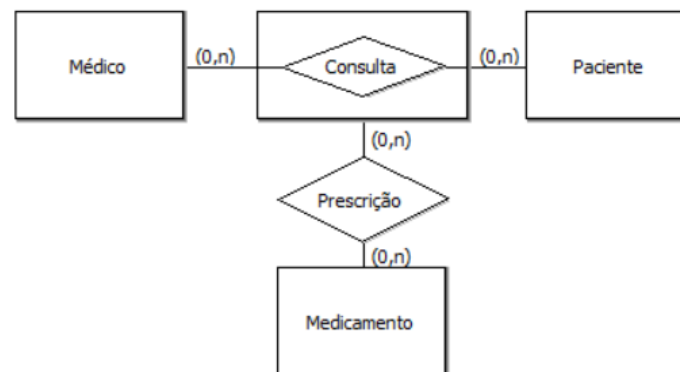 Médico
(0,n)
Consulta
(0,n)
Paciente
(0,n)
Prescrição
(0,n)
Medicamento